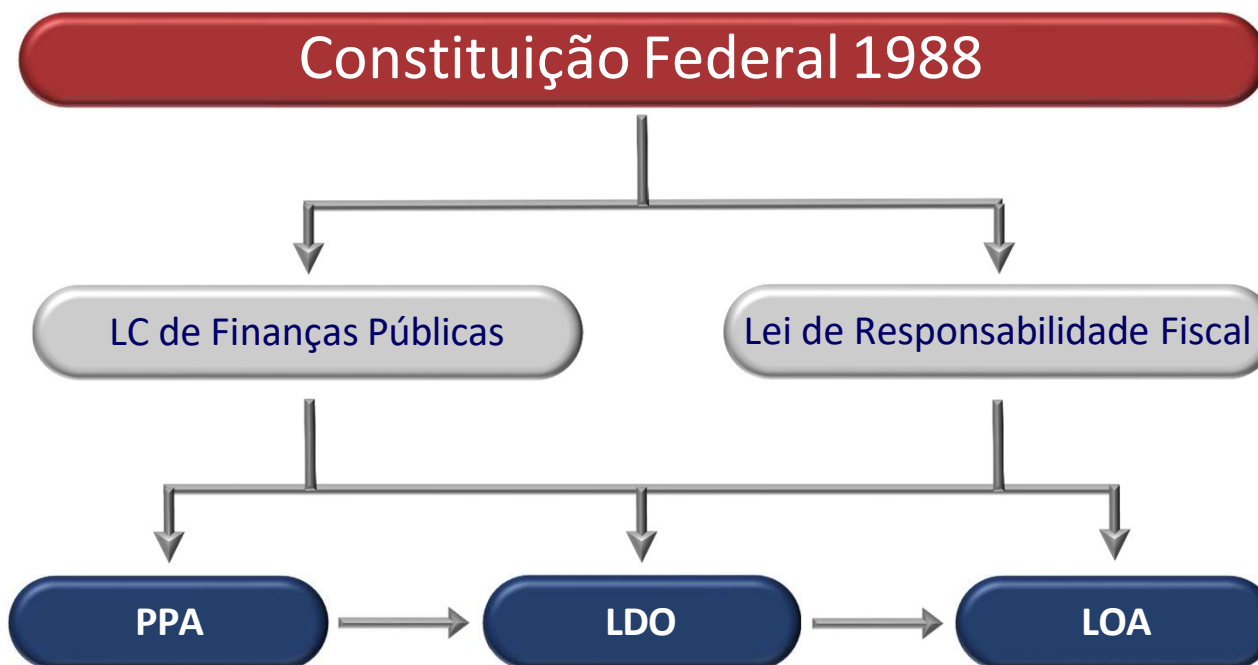 Constituição Federal 1988
LC de Finanças Públicas
Lei de Responsabilidade Fiscal
PPA
LDO
LOA